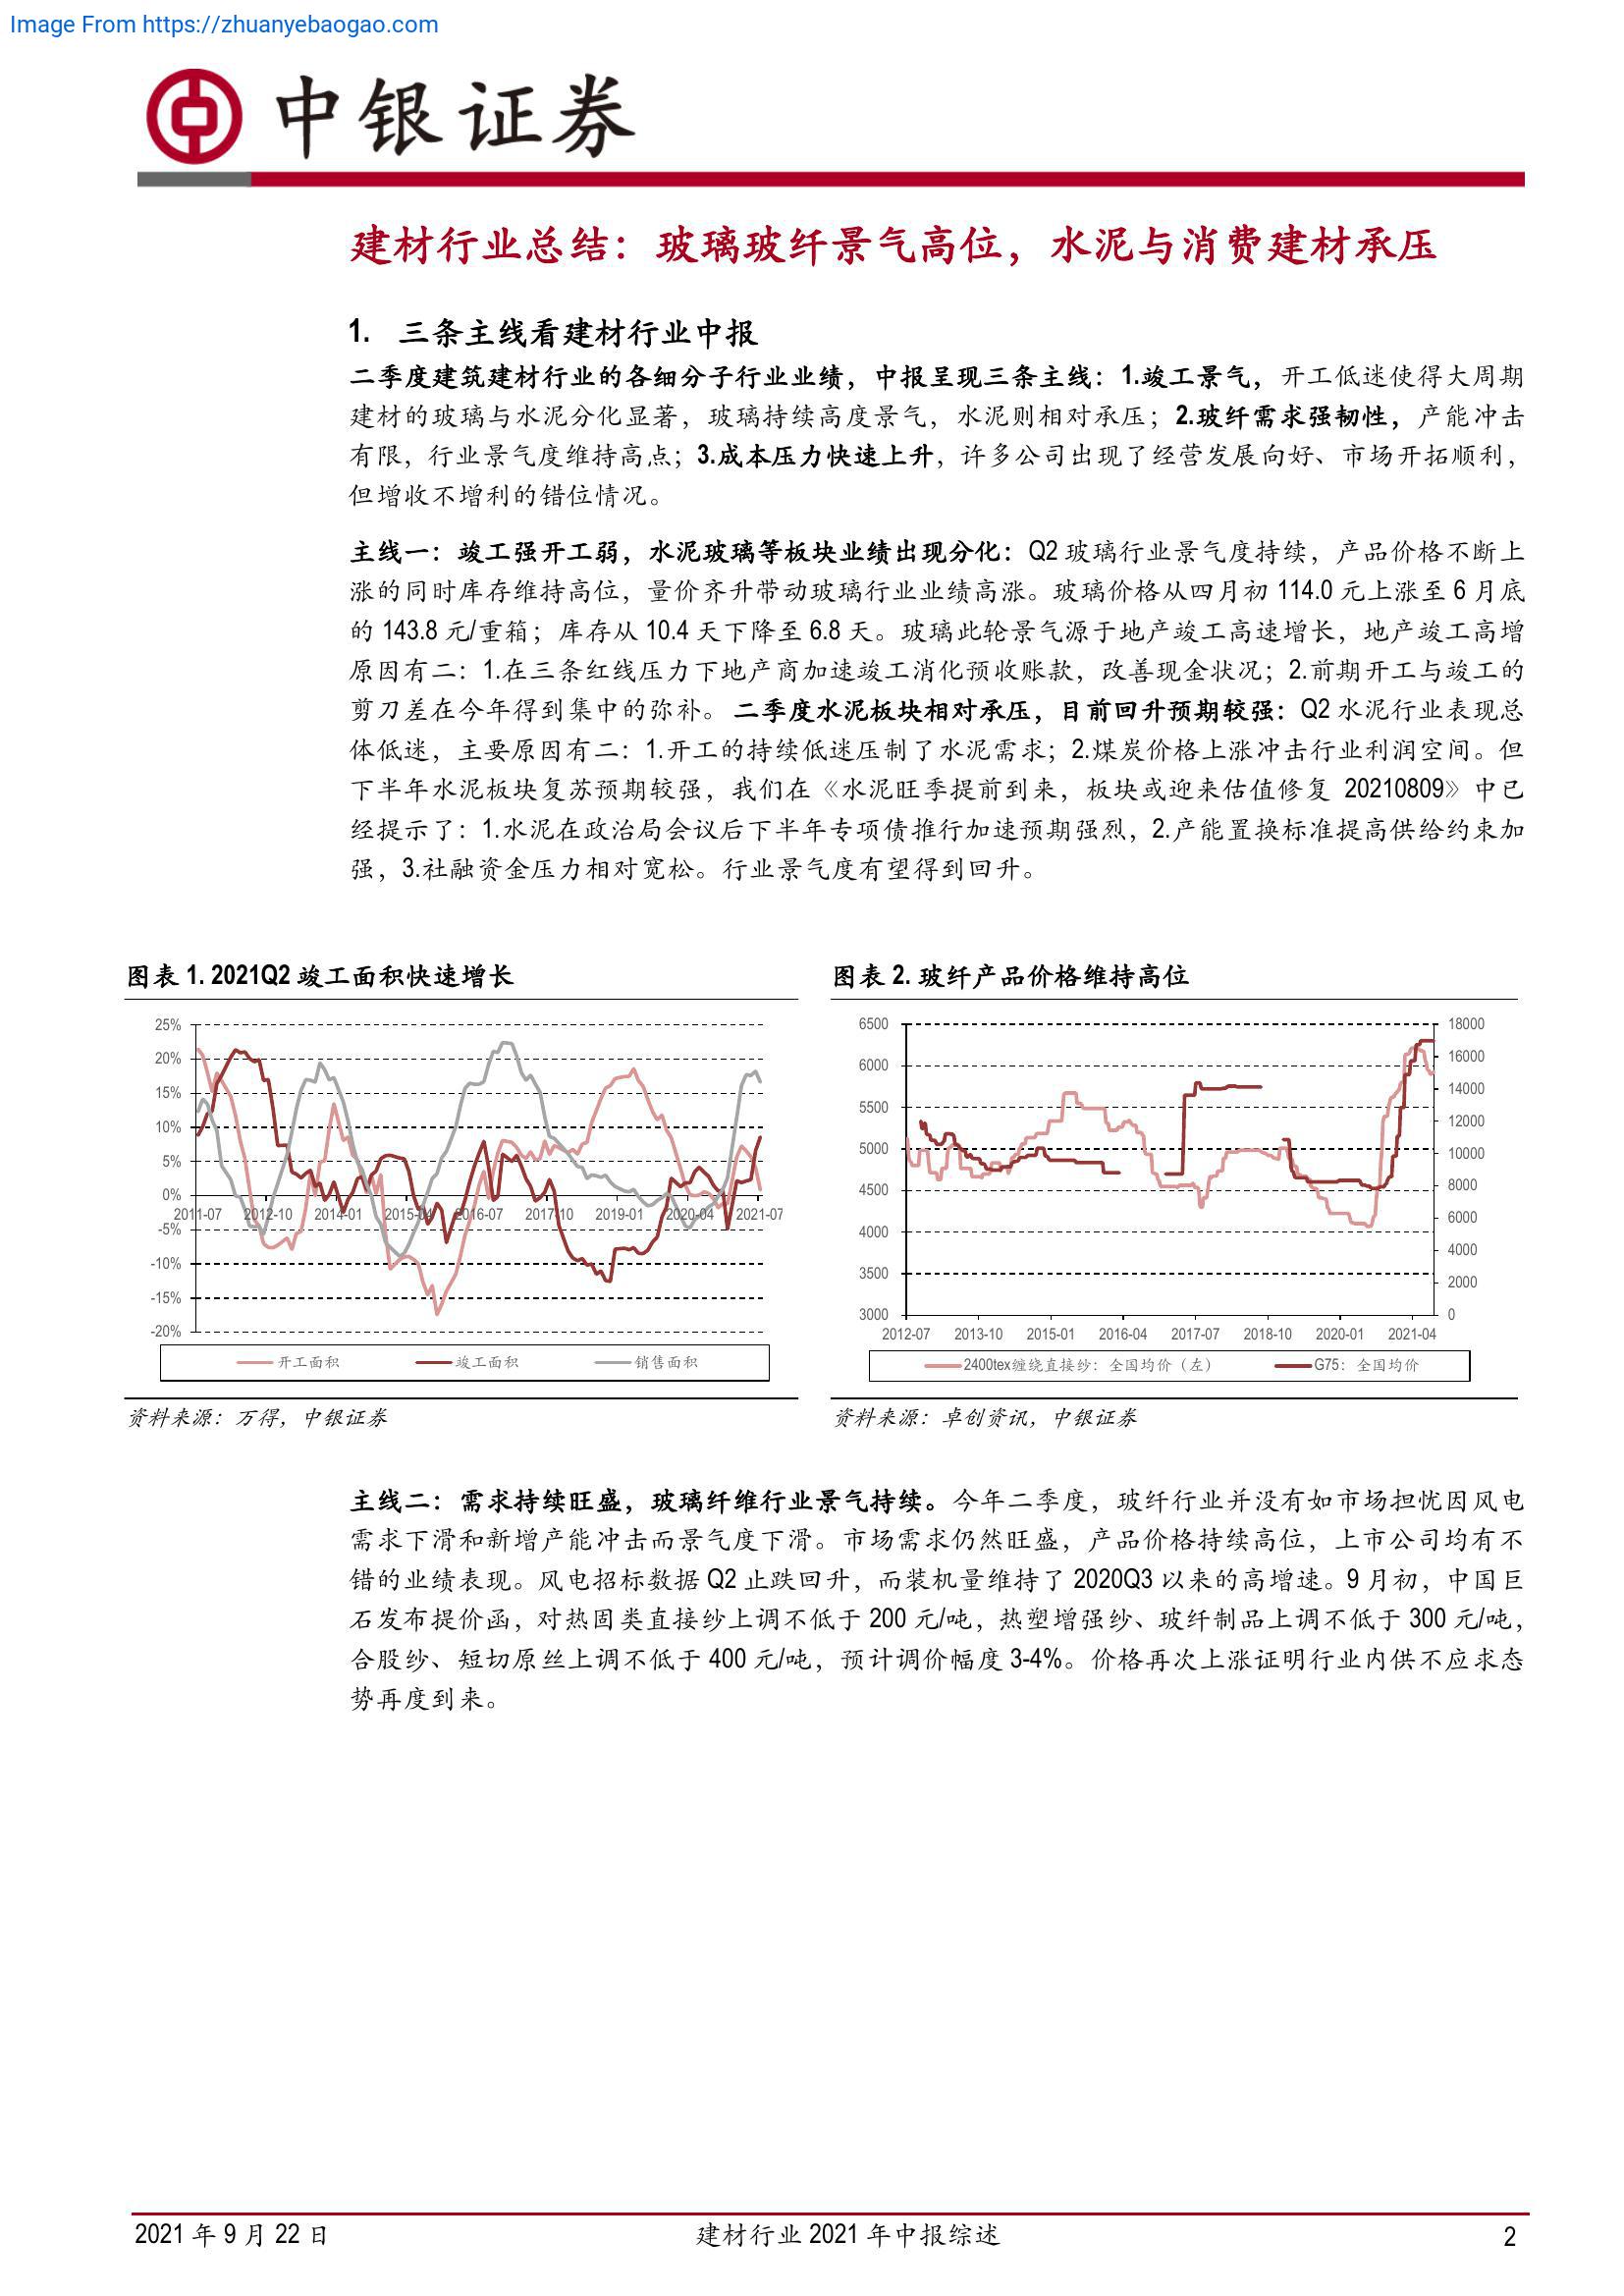 Image From https://zhuanyebaogao.com
中银证券
建材行业总结：玻璃玻纤景气高位，水泥与消费建材承压
1. 三条主线看建材行业中报
二季度建筑建材行业的各细分子行业业绩，中报呈现三条主线：1.竣工景气，开工低迷使得大周期
建材的玻璃与水泥分化显著，玻璃持续高度景气，水泥则相对承压；2.玻纤需求强韧性，产能冲击
有限，行业景气度维持高点；3.成本压力快速上升，许多公司出现了经营发展向好、市场开拓顺利，
但增收不增利的错位情况。
主线一：竣工强开工弱，水泥玻璃等板块业绩出现分化：Q2 玻璃行业景气度持续，产品价格不断上
涨的同时库存维持高位，量价齐升带动玻璃行业业绩高涨。玻璃价格从四月初 114.0 元上涨至 6 月底
的 143.8 元/重箱；库存从 10.4 天下降至 6.8 天。玻璃此轮景气源于地产竣工高速增长，地产竣工高增
原因有二：1.在三条红线压力下地产商加速竣工消化预收账款，改善现金状况；2.前期开工与竣工的
剪刀差在今年得到集中的弥补。二季度水泥板块相对承压，目前回升预期较强：Q2 水泥行业表现总
体低迷，主要原因有二：1.开工的持续低迷压制了水泥需求；2.煤炭价格上涨冲击行业利润空间。但
下半年水泥板块复苏预期较强，我们在《水泥旺季提前到来，板块或迎来估值修复 20210809》中已
经提示了：1.水泥在政治局会议后下半年专项债推行加速预期强烈，2.产能置换标准提高供给约束加
强，3.社融资金压力相对宽松。行业景气度有望得到回升。
图表 1. 2021Q2 竣工面积快速增长
25%
20%
15%
10%
5%
0%
-5%
-10%
-15%
-20%
2011-07 2012-10 2014-01 2015-04 2016-07 2017-10 2019-01 2020-04 2021-07
开工面积 竣工面积 销售面积
资料来源：万得，中银证券
图表 2. 玻纤产品价格维持高位
6500
6000
5500
5000
4500
4000
3500
3000
18000
16000
14000
12000
10000
8000
6000
4000
2000
0
2012-07 2013-10 2015-01 2016-04 2017-07 2018-10 2020-01 2021-04
2400tex缠绕直接纱：全国均价（左） G75：全国均价
资料来源：卓创资讯，中银证券
主线二：需求持续旺盛，玻璃纤维行业景气持续。今年二季度，玻纤行业并没有如市场担忧因风电
需求下滑和新增产能冲击而景气度下滑。市场需求仍然旺盛，产品价格持续高位，上市公司均有不
错的业绩表现。风电招标数据 Q2 止跌回升，而装机量维持了 2020Q3 以来的高增速。9 月初，中国巨
石发布提价函，对热固类直接纱上调不低于 200 元/吨，热塑增强纱、玻纤制品上调不低于 300 元/吨，
合股纱、短切原丝上调不低于 400 元/吨，预计调价幅度 3-4%。价格再次上涨证明行业内供不应求态
势再度到来。
2021 年 9 月 22 日 建材行业 2021 年中报综述 2